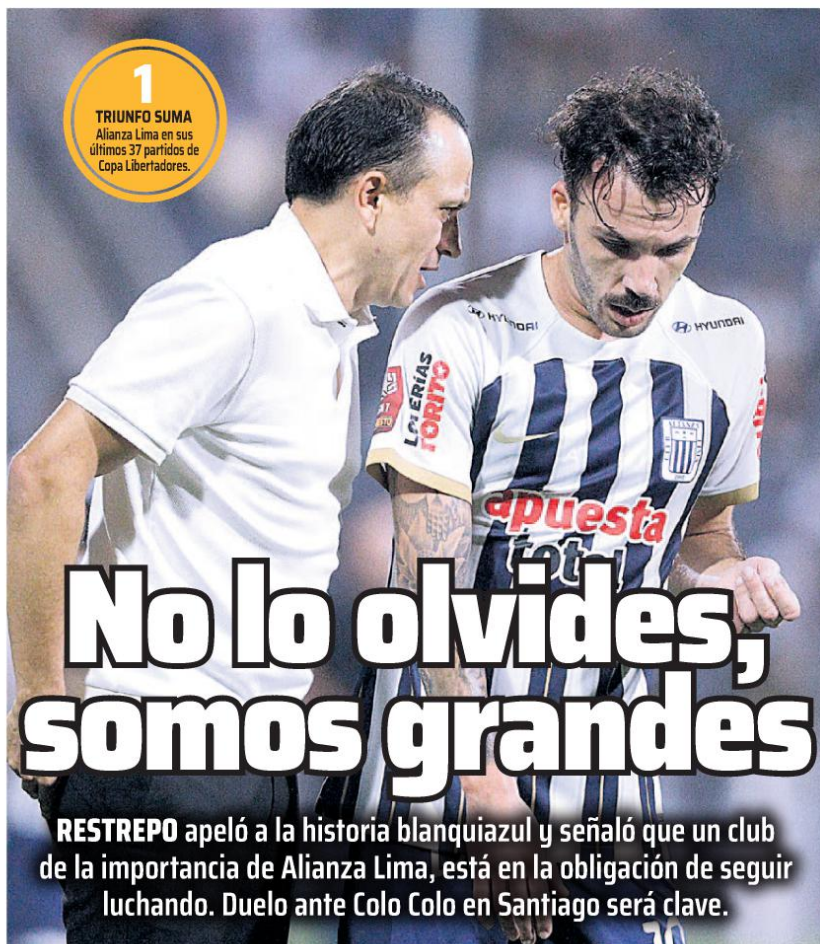 1
TRIUNFO SUMA
Alianza Lima en sus
últimos 37 partidos de
Copa Libertadores.
HYUNDAI
HYUNDAI
LOTERÍAS
TORITO
ALIANZA
apuesta
total
No lo olvides,
somos grandes
RESTREPO apeló a la historia blanquiazul y señaló que un club
de la importancia de Alianza Lima, está en la obligación de seguir
luchando. Duelo ante Colo Colo en Santiago será clave.